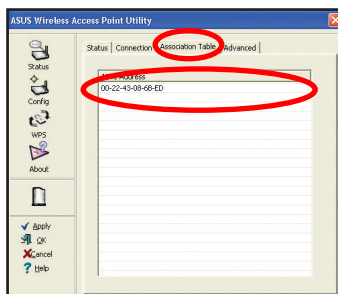 ASUS Wireless Access Point Utility
Status
Config
WPS
About
Apply
OK
Cancel
Help
Status Connection Association Table Advanced
Address
00-22-43-08-6B-ED